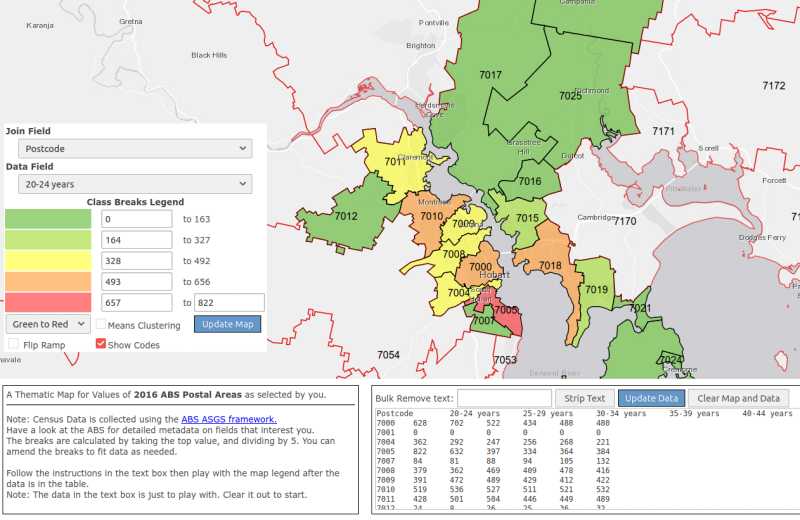 Karanja
Gretna
Pontville
Campania
Black Hills
Brighton
7017
7172
7025
Richmond
7171
Join Field
Postcode
Data Field
20-24 years
Class Breaks Legend
0 to 163
164 to 327
328 to 492
493 to 656
657 to 822
Green to Red
Means Clustering
Update Map
Flip Ramp
Show Codes
Grasstree
Hill
Sorell
7011
Claremont
Dulcot
7016
Forcett
7012
Montrose
7010
7009
7015
Cambridge
7170
Dodges Ferry
7008
7000
Hobart
7018
7004
7019
7005
7007
7021
7054
7053
7024
Cremorne
A Thematic Map for Values of 2016 ABS Postal Areas as selected by you.
Note: Census Data is collected using the ABS ASGS framework.
Have a look at the ABS for detailed metadata on fields that interest you.
The breaks are calculated by taking the top value, and dividing by 5. You can
amend the breaks to fit data as needed.
Follow the instructions in the text box then play with the map legend after the
data is in the table.
Note: The data in the text box is just to play with. Clear it out to start.
Bulk Remove text:
Strip Text
Update Data
Clear Map and Data
Postcode 20-24 years 25-29 years 30-34 years 35-39 years 40-44 years
7000 628 702 522 434 488 480
7001 0 0 0 0 0 0
7004 362 292 247 256 268 221
7005 822 632 397 334 364 384
7007 84 81 88 94 105 132
7008 379 362 469 409 478 416
7009 391 472 489 429 412 422
7010 519 536 527 511 521 532
7011 428 501 504 446 449 489
7012 24 8 26 25 36 32